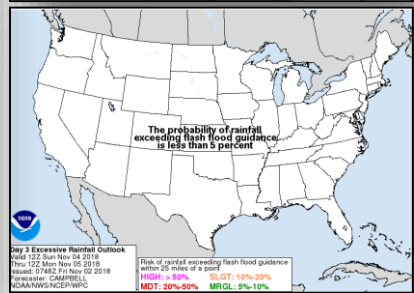 The probability of rainfall
exceeding flash flood guidance
is less than 5 percent
noaa
Day 3 Excessive Rainfall Outlook
Valid 12Z Sun Nov 04 2018
Thru 12Z Mon Nov 05 2018
Issued: 0748Z Fri Nov 02 2018
Forecaster: CAMPBELL
NOAA/NWS/NCEP/WPC
Risk of rainfall exceeding flash flood guidance
within 25 miles of a point
HIGH: > 50% SLGT: 10%-20%
MDT: 20%-50% MRGL: 5%-10%